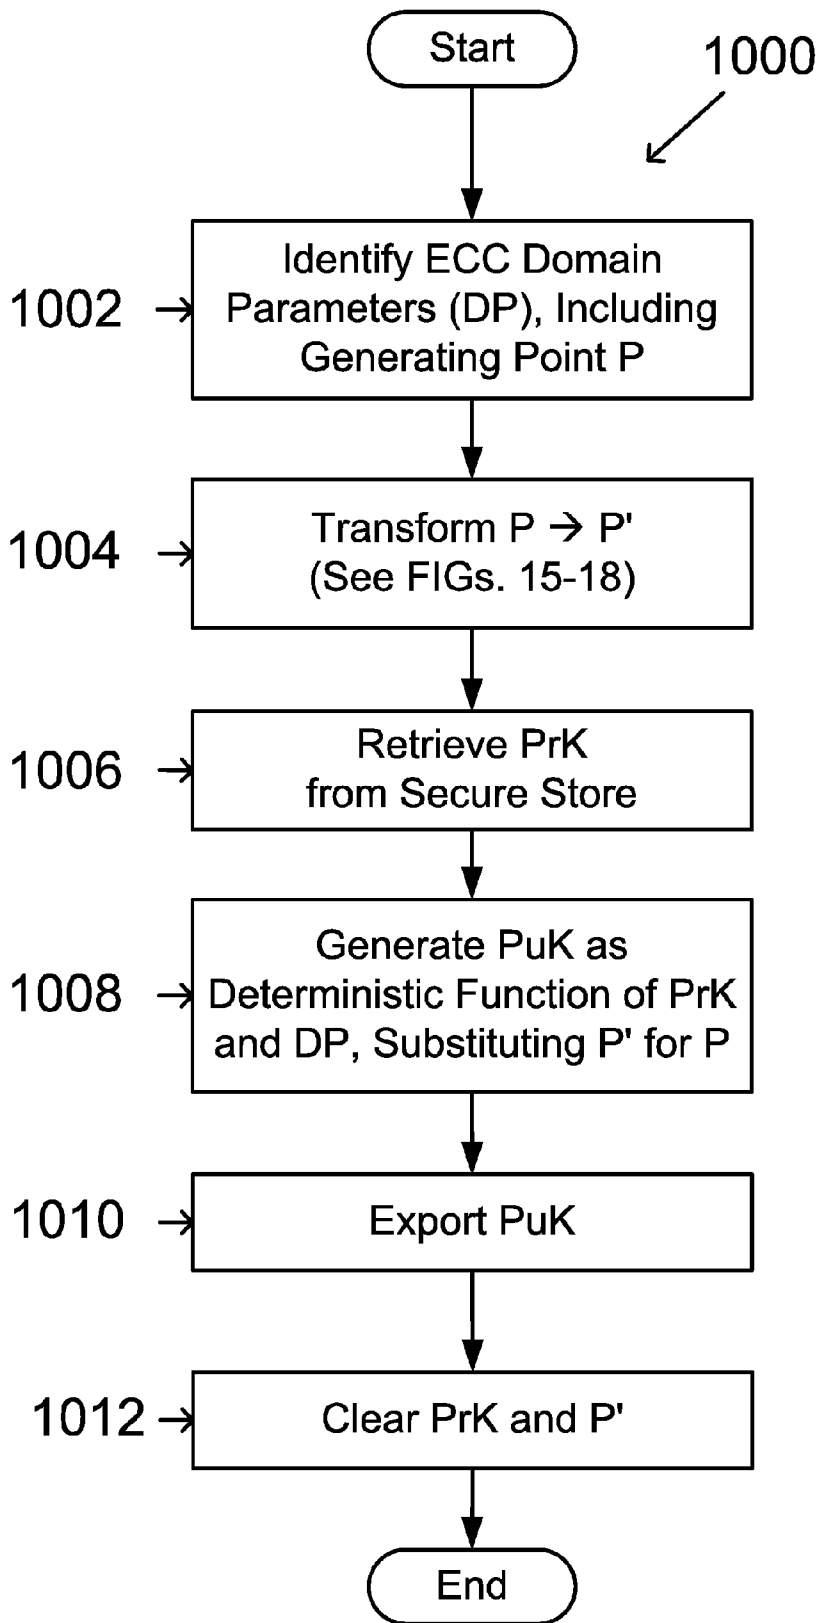 Start
1000
1002
Identify ECC Domain
Parameters (DP), Including
Generating Point P
1004
Transform P → P'
(See FIGs. 15-18)
1006
Retrieve PrK
from Secure Store
1008
Generate PuK as
Deterministic Function of PrK
and DP, Substituting P' for P
1010
Export PuK
1012
Clear PrK and P'
End